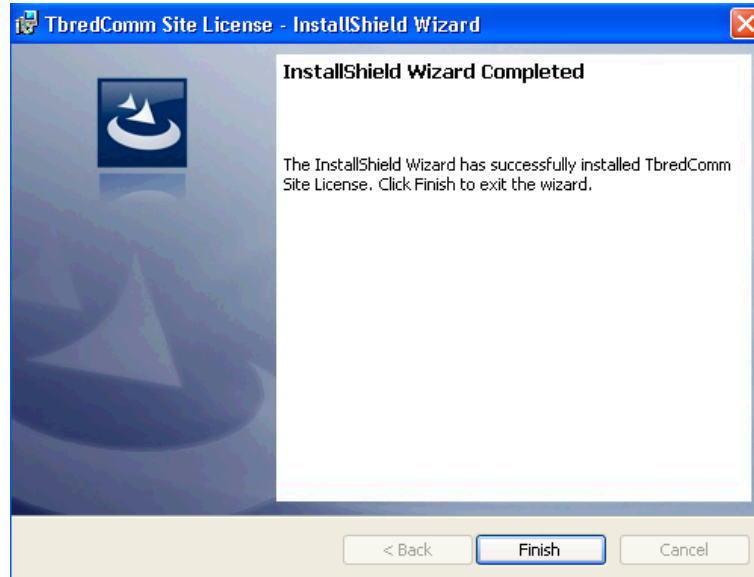 TbredComm Site License - InstallShield Wizard
InstallShield Wizard Completed
The InstallShield Wizard has successfully installed TbredComm
Site License. Click Finish to exit the wizard.
< Back
Finish
Cancel